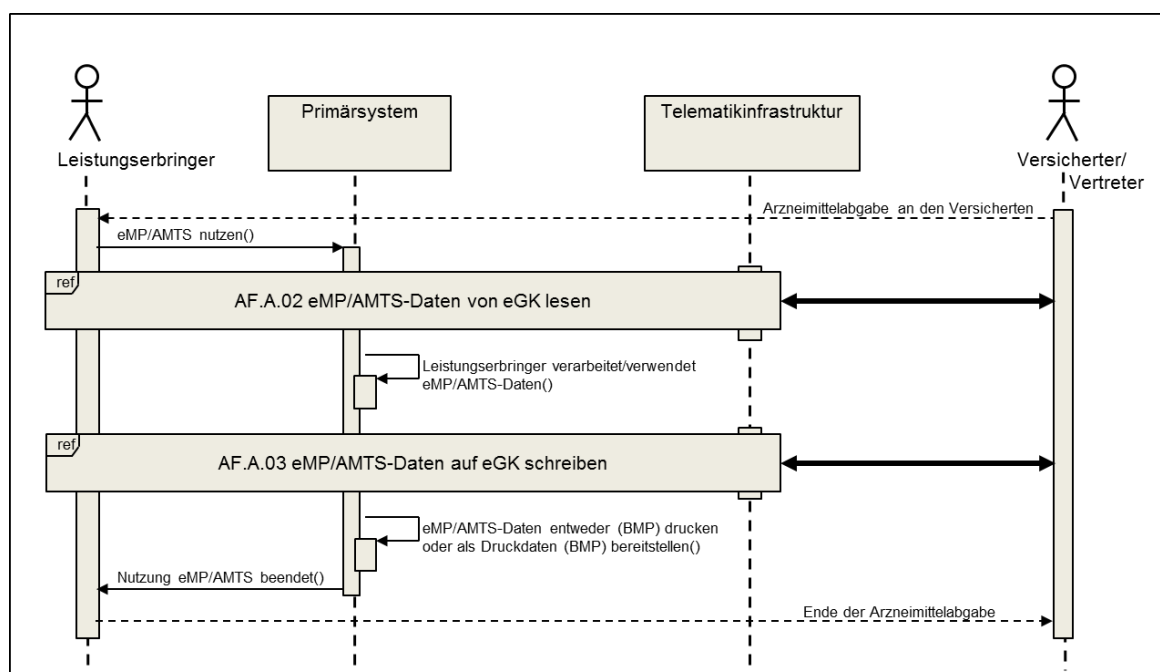 Leistungserbringer
Primärsystem
Telematikinfrastruktur
Versicherter/
Vertreter
Arzneimittelabgabe an den Versicherten
eMP/AMTS nutzen()
ref
AF.A.02 eMP/AMTS-Daten von eGK lesen
Leistungserbringer verarbeitet/verwendet
eMP/AMTS-Daten()
ref
AF.A.03 eMP/AMTS-Daten auf eGK schreiben
eMP/AMTS-Daten entweder (BMP) drucken
oder als Druckdaten (BMP) bereitstellen()
Nutzung eMP/AMTS beendet()
Ende der Arzneimittelabgabe